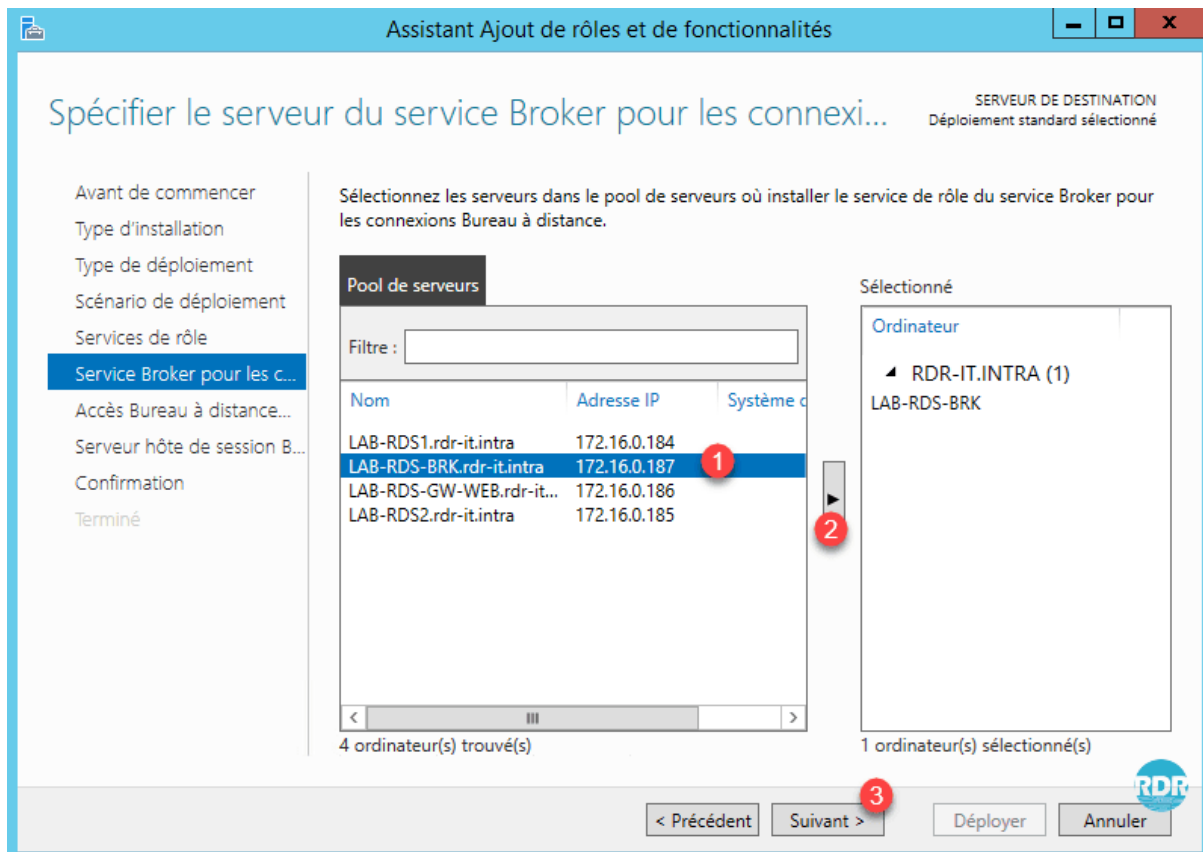 Assistant Ajout de rôles et de fonctionnalités
Spécifier le serveur du service Broker pour les connexi...
SERVEUR DE DESTINATION
Déploiement standard sélectionné
Avant de commencer
Type d'installation
Type de déploiement
Scénario de déploiement
Services de rôle
Service Broker pour les c...
Accès Bureau à distance...
Serveur hôte de session B...
Confirmation
Terminé
Sélectionnez les serveurs dans le pool de serveurs où installer le service de rôle du service Broker pour
les connexions Bureau à distance.
Pool de serveurs
Filtre :
Nom Adresse IP Système d
LAB-RDS1.rdr-it.intra 172.16.0.184
LAB-RDS-BRK.rdr-it.intra 172.16.0.187
LAB-RDS-GW-WEB.rdr-it... 172.16.0.186
LAB-RDS2.rdr-it.intra 172.16.0.185
1
2
4 ordinateur(s) trouvé(s)
Sélectionné
Ordinateur
RDR-IT.INTRA (1)
LAB-RDS-BRK
1 ordinateur(s) sélectionné(s)
RDR
3
< Précédent Suivant > Déployer Annuler